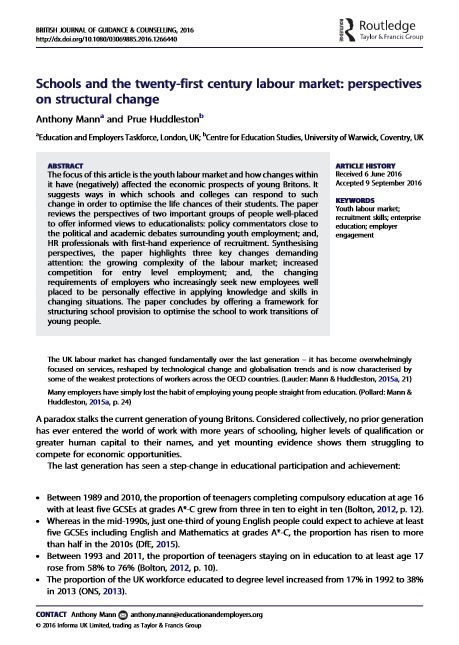 BRITISH JOURNAL OF GUIDANCE & COUNSELLING, 2016
http://dx.doi.org/10.1080/03069885.2016.1266440
ROUTLEDGE
Routledge
Taylor & Francis Group
Schools and the twenty-first century labour market: perspectives
on structural change
Anthony Mannᵃ and Prue Huddlestonᵇ
ᵃEducation and Employers Taskforce, London, UK; ᵇCentre for Education Studies, University of Warwick, Coventry, UK
ABSTRACT
The focus of this article is the youth labour market and how changes within
it have (negatively) affected the economic prospects of young Britons. It
suggests ways in which schools and colleges can respond to such
change in order to optimise the life chances of their students. The paper
reviews the perspectives of two important groups of people well-placed
to offer informed views to educationalists: policy commentators close to
the political and academic debates surrounding youth employment; and,
HR professionals with first-hand experience of recruitment. Synthesising
perspectives, the paper highlights three key changes demanding
attention: the growing complexity of the labour market; increased
competition for entry level employment; and, the changing
requirements of employers who increasingly seek new employees well
placed to be personally effective in applying knowledge and skills in
changing situations. The paper concludes by offering a framework for
structuring school provision to optimise the school to work transitions of
young people.
ARTICLE HISTORY
Received 6 June 2016
Accepted 9 September 2016
KEYWORDS
Youth labour market;
recruitment skills; enterprise
education; employer
engagement
The UK labour market has changed fundamentally over the last generation – it has become overwhelmingly
focused on services, reshaped by technological change and globalisation trends and is now characterised by
some of the weakest protections of workers across the OECD countries. (Lauder: Mann & Huddleston, 2015a, 21)
Many employers have simply lost the habit of employing young people straight from education. (Pollard: Mann &
Huddleston, 2015a, p. 24)
A paradox stalks the current generation of young Britons. Considered collectively, no prior generation
has ever entered the world of work with more years of schooling, higher levels of qualification or
greater human capital to their names, and yet mounting evidence shows them struggling to
compete for economic opportunities.
The last generation has seen a step-change in educational participation and achievement:
• Between 1989 and 2010, the proportion of teenagers completing compulsory education at age 16
with at least five GCSEs at grades A*-C grew from three in ten to eight in ten (Bolton, 2012, p. 12).
• Whereas in the mid-1990s, just one-third of young English people could expect to achieve at least
five GCSEs including English and Mathematics at grades A*-C, the proportion has risen to more
than half in the 2010s (DfE, 2015).
• Between 1993 and 2011, the proportion of teenagers staying on in education to at least age 17
rose from 58% to 76% (Bolton, 2012, p. 10).
• The proportion of the UK workforce educated to degree level increased from 17% in 1992 to 38%
in 2013 (ONS, 2013).
CONTACT Anthony Mann anthony.mann@educationandemployers.org
© 2016 Informa UK Limited, trading as Taylor & Francis Group